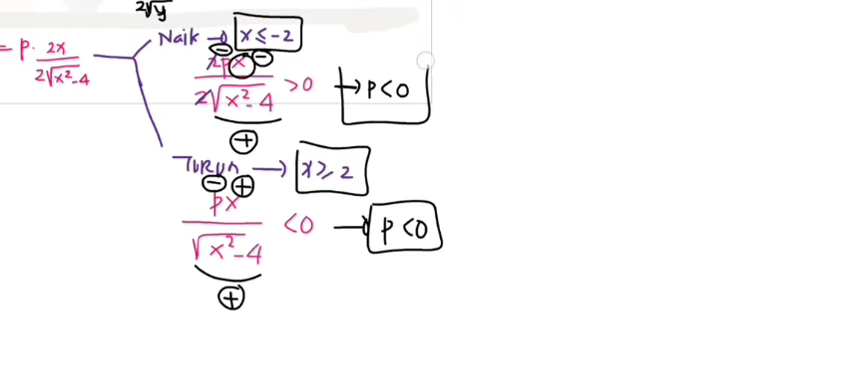 2√y
Naik → x ≤ -2
= p. 2x / 2√x²-4
⊖ ⊖
2px / 2√x²-4 > 0 → p < 0
⊕
TURUN → x ≥ 2
⊖ ⊕
px / √x²-4 < 0 → p < 0
⊕